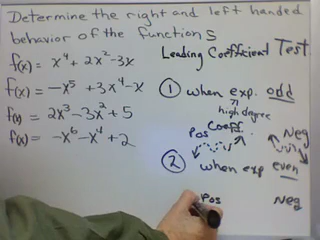 Determine the right and left handed
behavior of the functions
f(x) = x⁴ + 2x² - 3x
f(x) = -x⁵ + 3x⁴ - x
f(x) = 2x³ - 3x² + 5
f(x) = -x⁶ - x⁴ + 2
Leading Coefficient Test
① when exp. odd
high degree
Coeff.
Pos Neg
② when exp even
Pos Neg